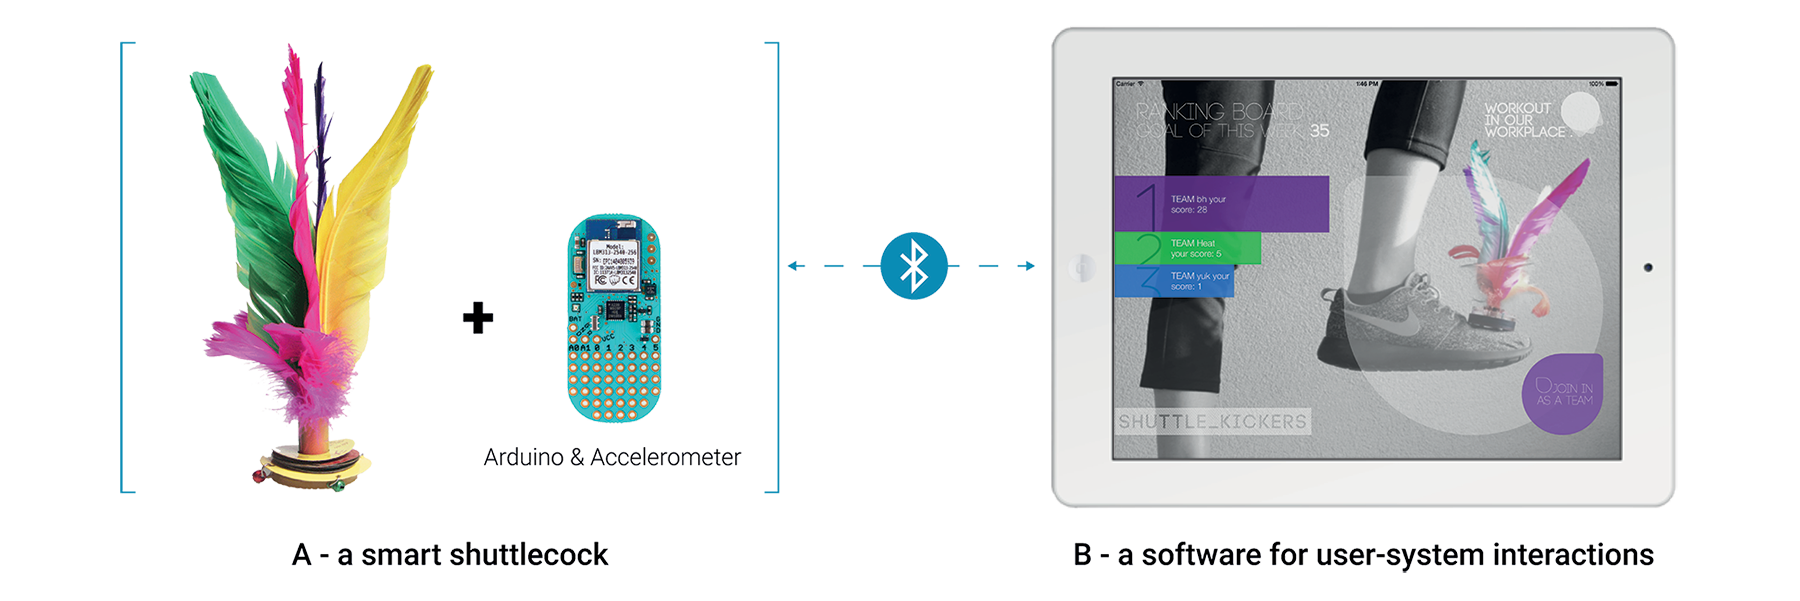 Model:
LBM313-2540-256
BAT
VCC
GND
A0 A1 0 1 2 3 4 5
Arduino & Accelerometer
A - a smart shuttlecock
Carrier
1:46 PM
100%
RANKING BOARD
GOAL OF THIS WEEK 35
WORKOUT
IN OUR
WORKPLACE
1
TEAM bh your
score: 28
2
TEAM Heat
your score: 5
3
TEAM yuk your
score: 1
JOIN IN
AS A TEAM
SHUTTLE_KICKERS
B - a software for user-system interactions